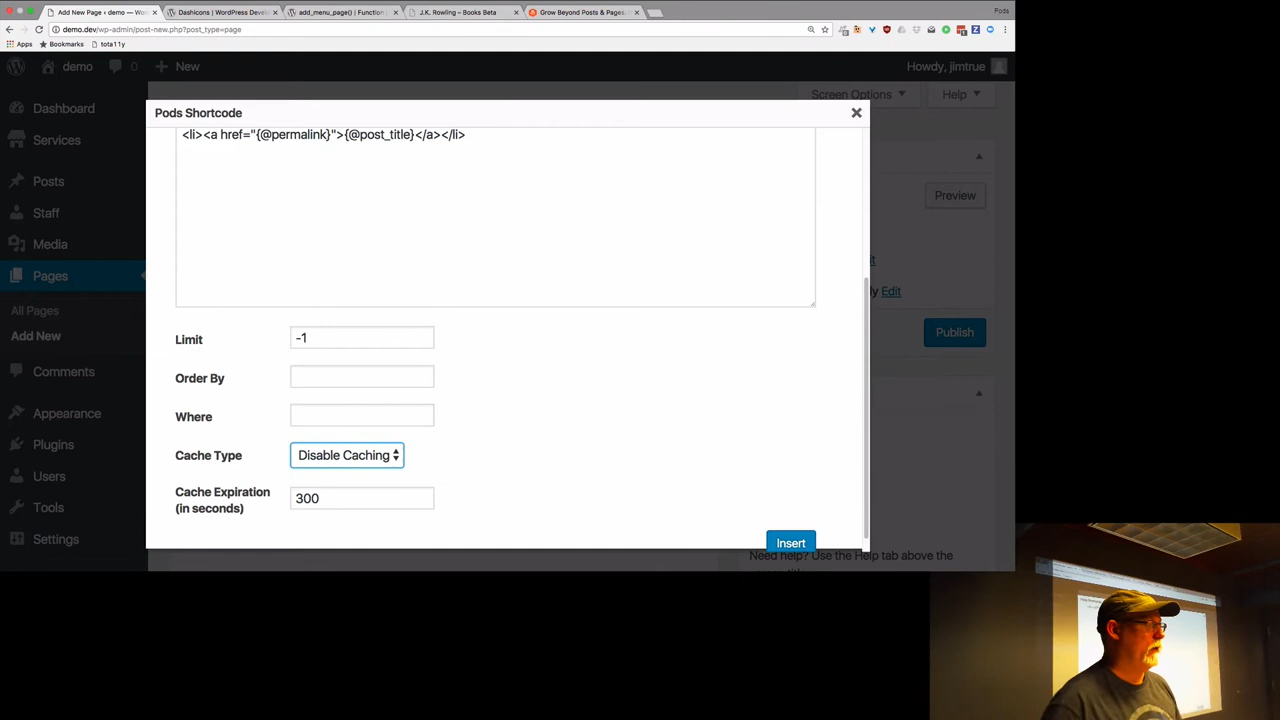 Add New Page ‹ demo — Wor
Dashicons | WordPress Devel
add_menu_page() | Function
J.K. Rowling – Books Beta
Grow Beyond Posts & Pages.
Pods
demo.dev/wp-admin/post-new.php?post_type=page
Apps
Bookmarks
tota11y
demo
0
New
Howdy, jimtrue
Screen Options
Help
Dashboard
Services
Posts
Staff
Media
Pages
All Pages
Add New
Comments
Appearance
Plugins
Users
Tools
Settings
Pods Shortcode
<li><a href="{@permalink}">{@post_title}</a></li>
Limit
-1
Order By
Where
Cache Type
Disable Caching
Cache Expiration
(in seconds)
300
Insert
Preview
Edit
Publish
Need help? Use the Help tab above the